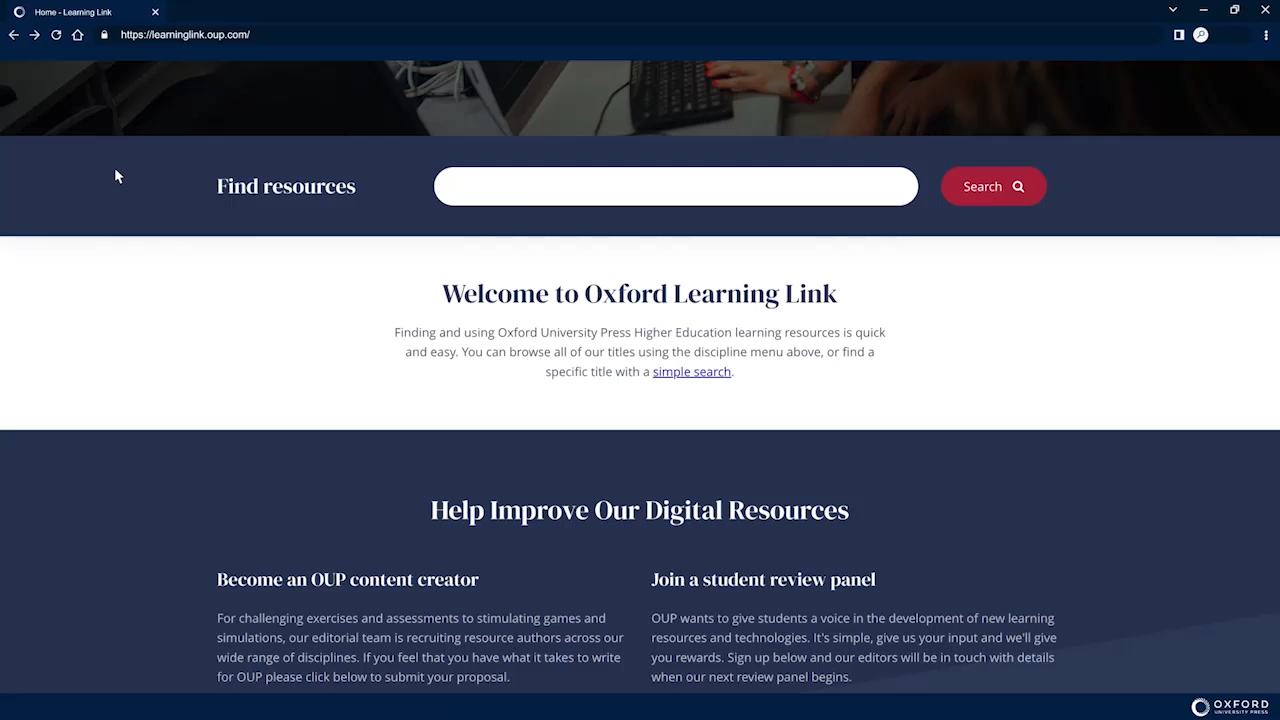 Home - Learning Link
https://learninglink.oup.com/
Find resources
Search
Welcome to Oxford Learning Link
Finding and using Oxford University Press Higher Education learning resources is quick
and easy. You can browse all of our titles using the discipline menu above, or find a
specific title with a simple search.
Help Improve Our Digital Resources
Become an OUP content creator
For challenging exercises and assessments to stimulating games and
simulations, our editorial team is recruiting resource authors across our
wide range of disciplines. If you feel that you have what it takes to write
for OUP please click below to submit your proposal.
Join a student review panel
OUP wants to give students a voice in the development of new learning
resources and technologies. It's simple, give us your input and we'll give
you rewards. Sign up below and our editors will be in touch with details
when our next review panel begins.
OXFORD
UNIVERSITY PRESS